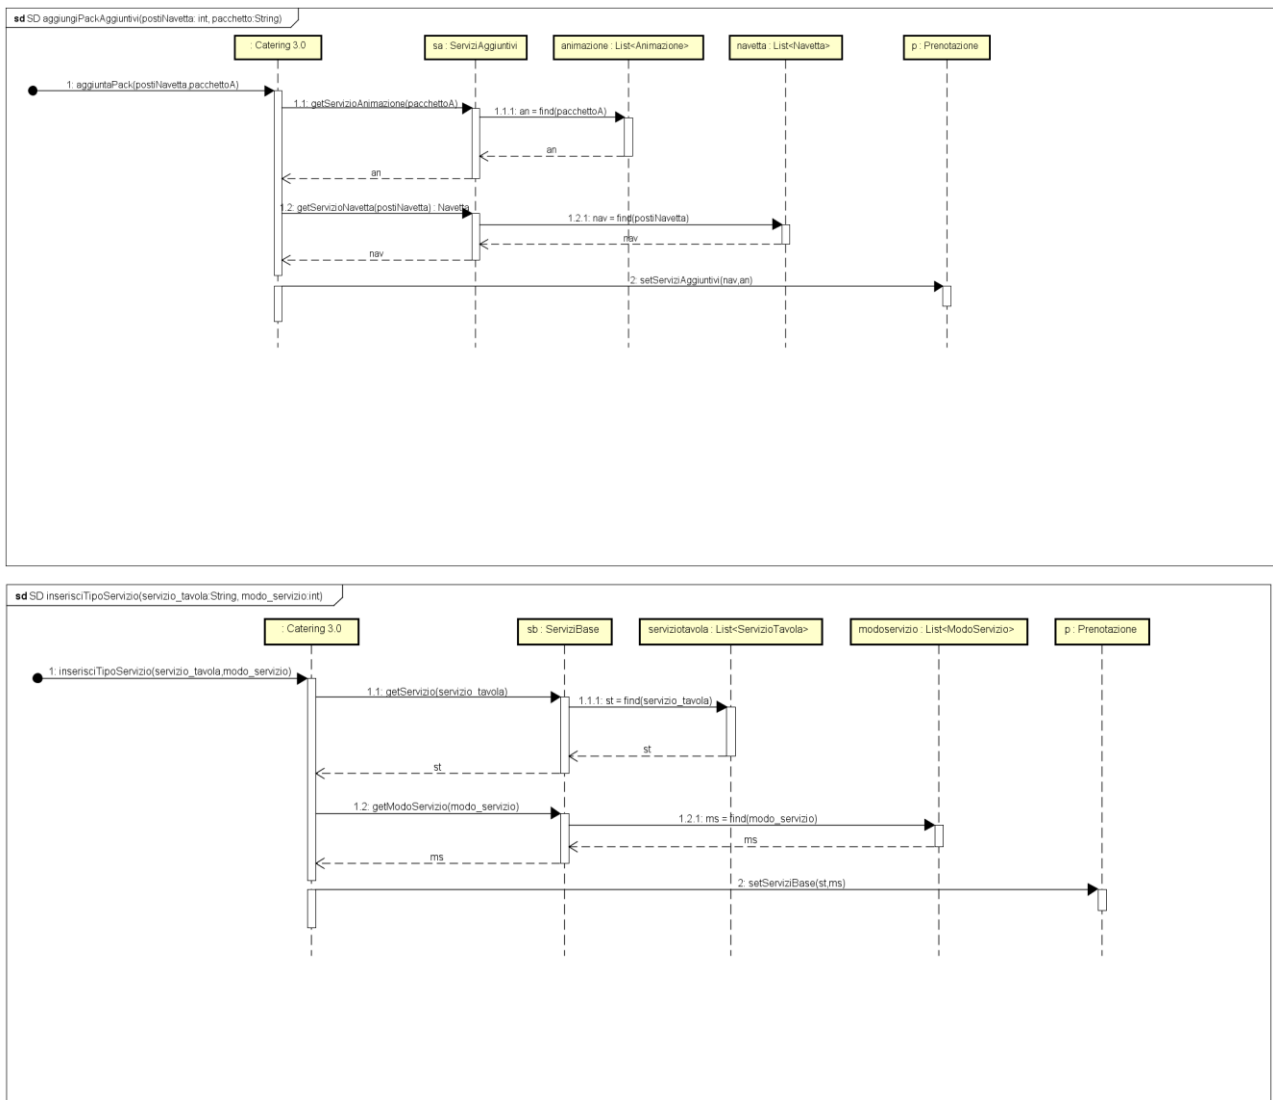 sd SD aggiungiPackAggiuntivi(postiNavetta: int, pacchetto:String)
: Catering 3.0
sa : ServiziAggiuntivi
animazione : List<Animazione>
navetta : List<Navetta>
p : Prenotazione
1: aggiuntaPack(postiNavetta,pacchettoA)
1.1: getServizioAnimazione(pacchettoA)
1.1.1: an = find(pacchettoA)
an
an
1.2: getServizioNavetta(postiNavetta) : Navetta
1.2.1: nav = find(postiNavetta)
nav
nav
2: setServiziAggiuntivi(nav,an)
sd SD inserisciTipoServizio(servizio_tavola:String, modo_servizio:int)
: Catering 3.0
sb : ServiziBase
serviziotavola : List<ServizioTavola>
modoservizio : List<ModoServizio>
p : Prenotazione
1: inserisciTipoServizio(servizio_tavola,modo_servizio)
1.1: getServizio(servizio_tavola)
1.1.1: st = find(servizio_tavola)
st
st
1.2: getModoServizio(modo_servizio)
1.2.1: ms = find(modo_servizio)
ms
ms
2: setServiziBase(st,ms)